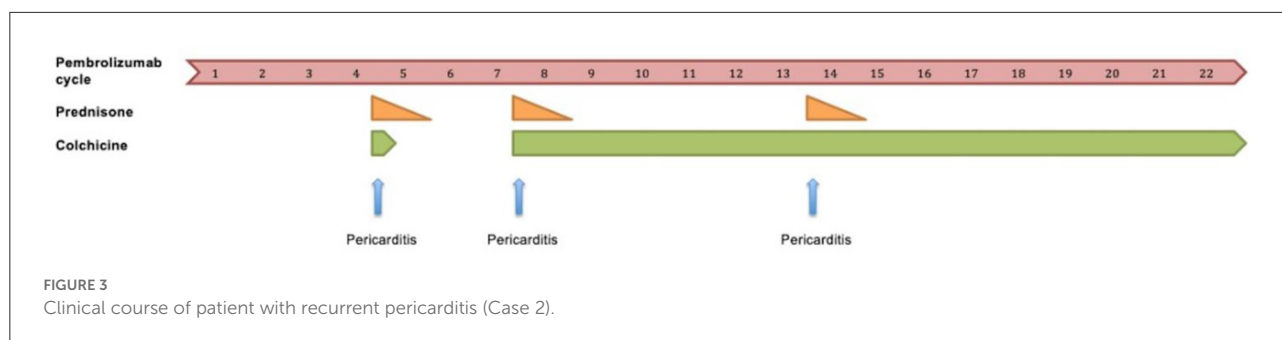 Pembrolizumab
cycle
1 2 3 4 5 6 7 8 9 10 11 12 13 14 15 16 17 18 19 20 21 22
Prednisone
Colchicine
Pericarditis Pericarditis Pericarditis
FIGURE 3
Clinical course of patient with recurrent pericarditis (Case 2).